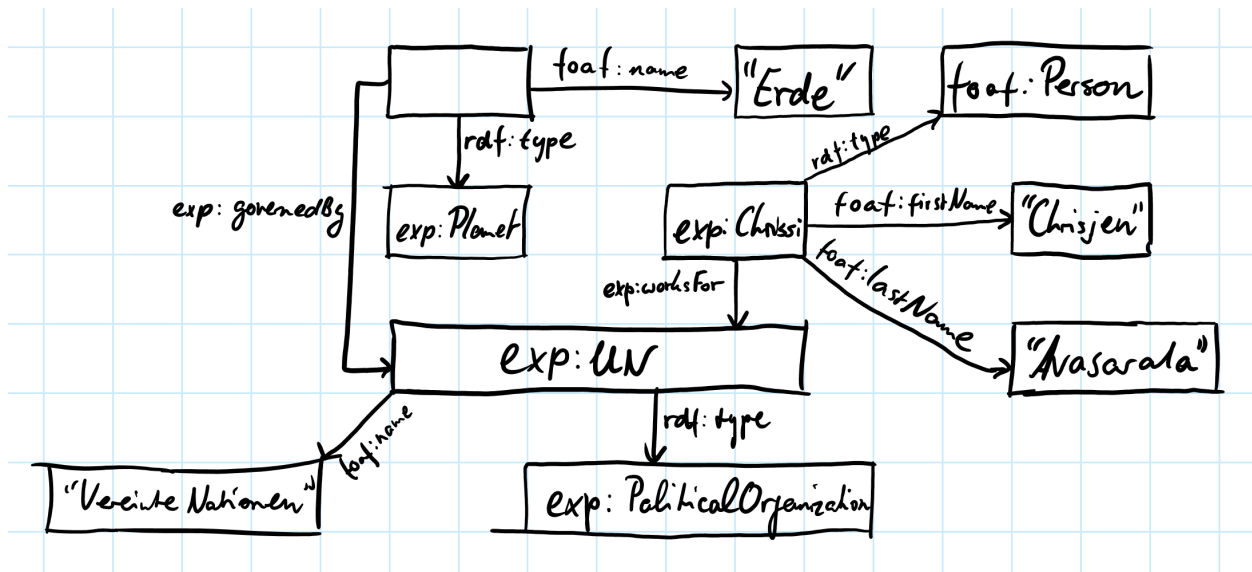 foaf:name
"Erde"
foaf:Person
rdf:type
rdf:type
exp:governedBy
exp:Planet
exp:Chrissi
foaf:firstName
"Chrisjen"
foaf:lastName
exp:worksFor
exp:UN
"Avasarala"
foaf:name
rdf:type
"Vereinte Nationen"
exp:PoliticalOrganization